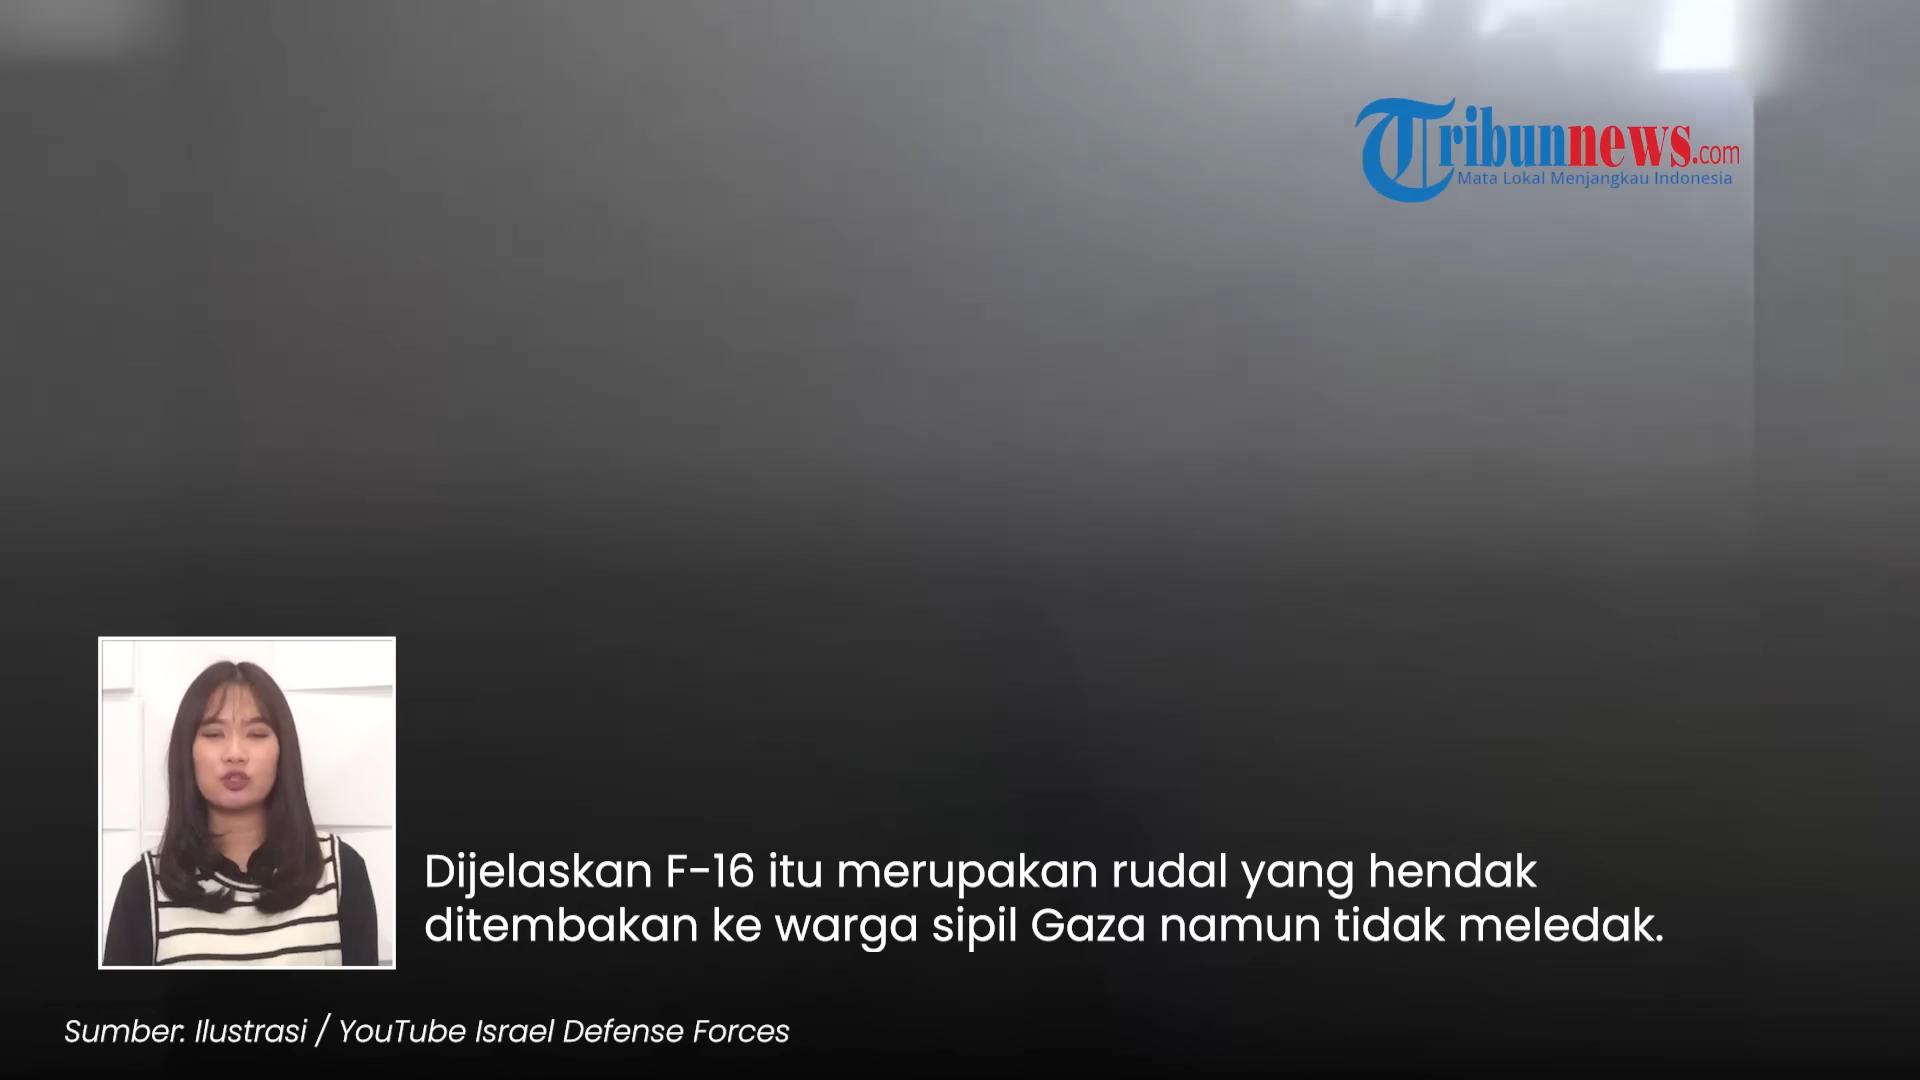 Tribunnews.com
Mata Lokal Menjangkau Indonesia
Dijelaskan F-16 itu merupakan rudal yang hendak
ditembakan ke warga sipil Gaza namun tidak meledak.
Sumber: Ilustrasi / YouTube Israel Defense Forces